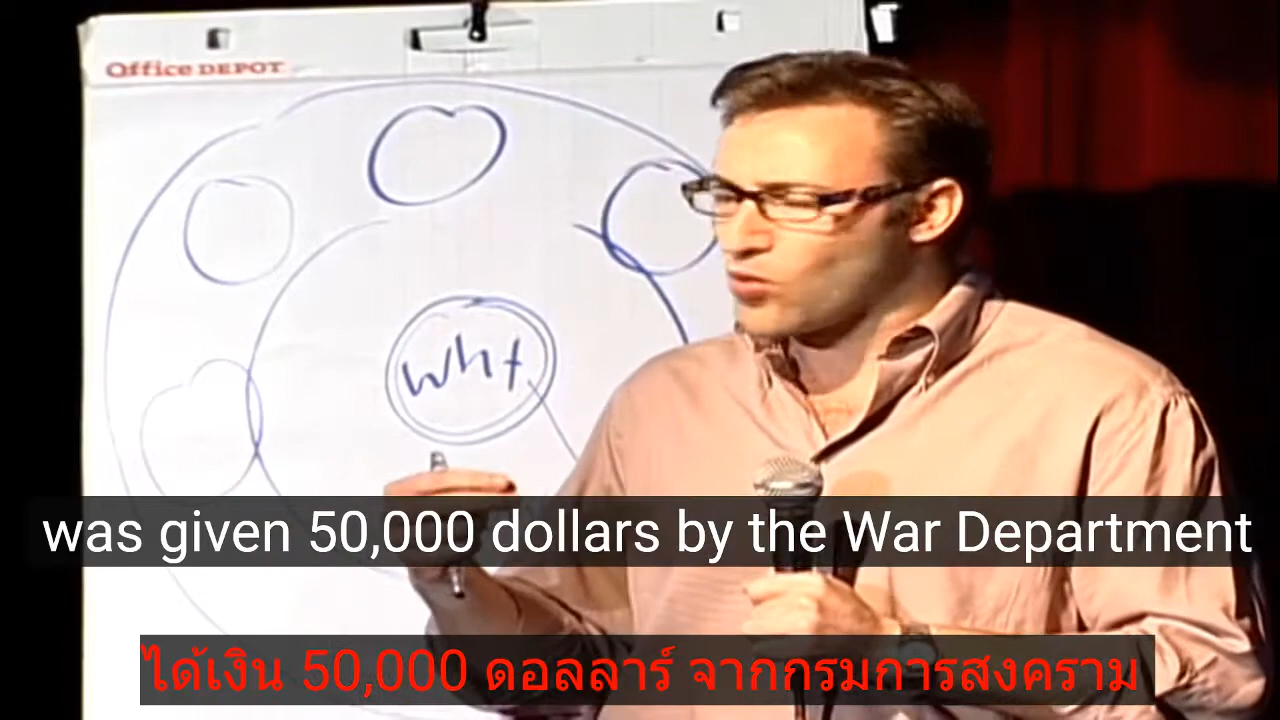 Office DEPOT
why
was given 50,000 dollars by the War Department
ได้เงิน 50,000 ดอลลาร์ จากกรมการสงคราม